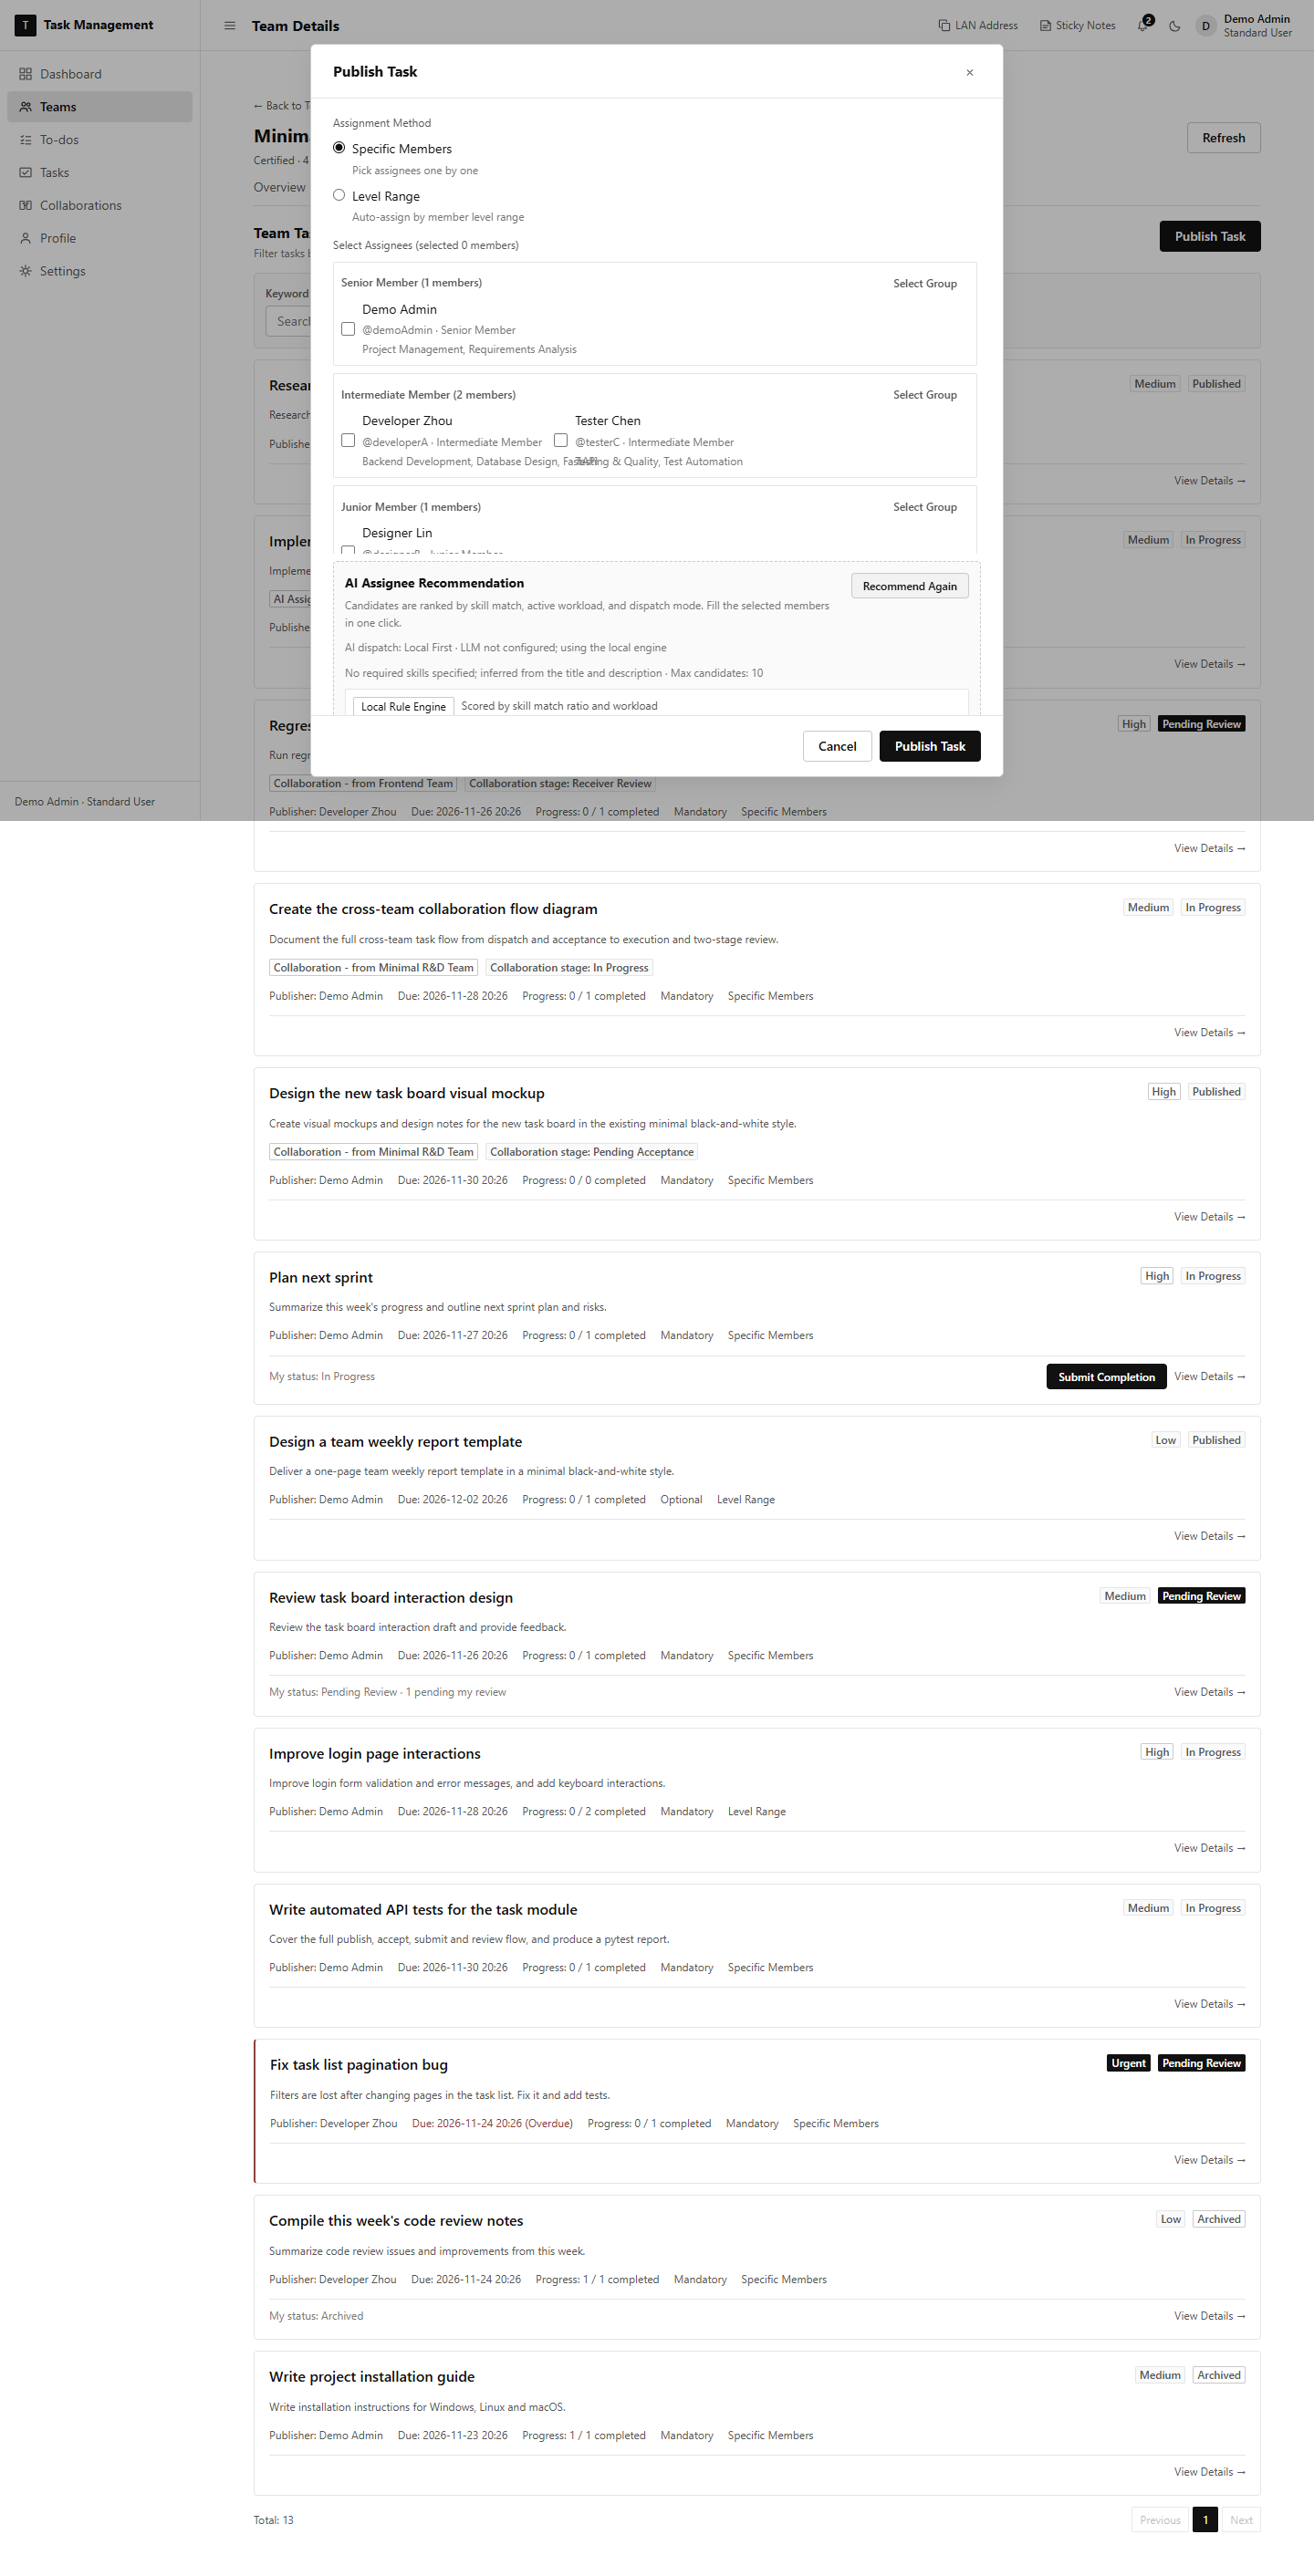 T Task Management
Team Details
LAN Address
Sticky Notes
2
D
Demo Admin
Standard User
Dashboard
Teams
To-dos
Tasks
Collaborations
Profile
Settings
Demo Admin · Standard User
← Back to T
Minim
Certified · 4
Refresh
Overview
Team Ta
Filter tasks b
Publish Task
Keyword
Search
Resear
Medium Published
Research
Publishe
View Details →
Implem
Medium In Progress
Impleme
AI Assig
Publishe
View Details →
Regres
High Pending Review
Run regr
Publish Task
×
Assignment Method
Specific Members
Pick assignees one by one
Level Range
Auto-assign by member level range
Select Assignees (selected 0 members)
Senior Member (1 members)
Select Group
Demo Admin
@demoAdmin · Senior Member
Project Management, Requirements Analysis
Intermediate Member (2 members)
Select Group
Developer Zhou
@developerA · Intermediate Member
Backend Development, Database Design, FastAPI
Tester Chen
@testerC · Intermediate Member
Testing & Quality, Test Automation
Junior Member (1 members)
Select Group
Designer Lin
@designerB · Junior Member
AI Assignee Recommendation
Recommend Again
Candidates are ranked by skill match, active workload, and dispatch mode. Fill the selected members
in one click.
AI dispatch: Local First · LLM not configured; using the local engine
No required skills specified; inferred from the title and description · Max candidates: 10
Local Rule Engine Scored by skill match ratio and workload
Cancel
Publish Task
Collaboration - from Frontend Team Collaboration stage: Receiver Review
Publisher: Developer Zhou Due: 2026-11-26 20:26 Progress: 0 / 1 completed Mandatory Specific Members
View Details →
Create the cross-team collaboration flow diagram
Medium In Progress
Document the full cross-team task flow from dispatch and acceptance to execution and two-stage review.
Collaboration - from Minimal R&D Team Collaboration stage: In Progress
Publisher: Demo Admin Due: 2026-11-28 20:26 Progress: 0 / 1 completed Mandatory Specific Members
View Details →
Design the new task board visual mockup
High Published
Create visual mockups and design notes for the new task board in the existing minimal black-and-white style.
Collaboration - from Minimal R&D Team Collaboration stage: Pending Acceptance
Publisher: Demo Admin Due: 2026-11-30 20:26 Progress: 0 / 0 completed Mandatory Specific Members
View Details →
Plan next sprint
High In Progress
Summarize this week's progress and outline next sprint plan and risks.
Publisher: Demo Admin Due: 2026-11-27 20:26 Progress: 0 / 1 completed Mandatory Specific Members
My status: In Progress
Submit Completion View Details →
Design a team weekly report template
Low Published
Deliver a one-page team weekly report template in a minimal black-and-white style.
Publisher: Demo Admin Due: 2026-12-02 20:26 Progress: 0 / 1 completed Optional Level Range
View Details →
Review task board interaction design
Medium Pending Review
Review the task board interaction draft and provide feedback.
Publisher: Demo Admin Due: 2026-11-26 20:26 Progress: 0 / 1 completed Mandatory Specific Members
My status: Pending Review · 1 pending my review
View Details →
Improve login page interactions
High In Progress
Improve login form validation and error messages, and add keyboard interactions.
Publisher: Demo Admin Due: 2026-11-28 20:26 Progress: 0 / 2 completed Mandatory Level Range
View Details →
Write automated API tests for the task module
Medium In Progress
Cover the full publish, accept, submit and review flow, and produce a pytest report.
Publisher: Demo Admin Due: 2026-11-30 20:26 Progress: 0 / 1 completed Mandatory Specific Members
View Details →
Fix task list pagination bug
Urgent Pending Review
Filters are lost after changing pages in the task list. Fix it and add tests.
Publisher: Developer Zhou Due: 2026-11-24 20:26 (Overdue) Progress: 0 / 1 completed Mandatory Specific Members
View Details →
Compile this week's code review notes
Low Archived
Summarize code review issues and improvements from this week.
Publisher: Developer Zhou Due: 2026-11-24 20:26 Progress: 1 / 1 completed Mandatory Specific Members
My status: Archived
View Details →
Write project installation guide
Medium Archived
Write installation instructions for Windows, Linux and macOS.
Publisher: Demo Admin Due: 2026-11-23 20:26 Progress: 1 / 1 completed Mandatory Specific Members
View Details →
Total: 13
Previous 1 Next